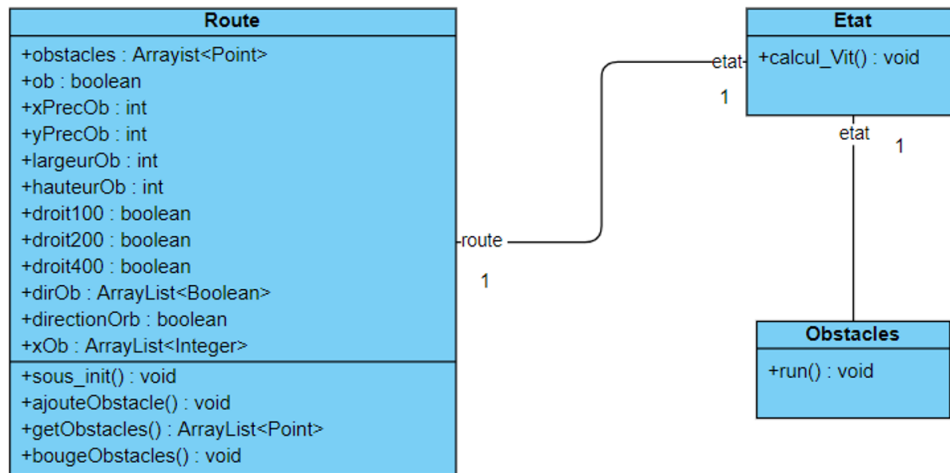 Route
+obstacles : Arrayist<Point>
+ob : boolean
+xPrecOb : int
+yPrecOb : int
+largeurOb : int
+hauteurOb : int
+droit100 : boolean
+droit200 : boolean
+droit400 : boolean
+dirOb : ArrayList<Boolean>
+directionOrb : boolean
+xOb : ArrayList<Integer>
+sous_init() : void
+ajouteObstacle() : void
+getObstacles() : ArrayList<Point>
+bougeObstacles() : void
route
1
etat
1
Etat
+calcul_Vit() : void
etat
1
Obstacles
+run() : void